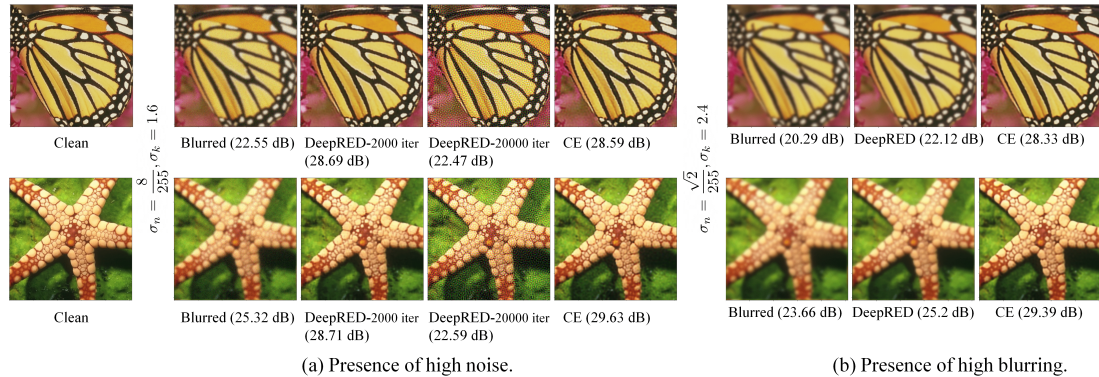 Clean
σₙ = 8/255, σₖ = 1.6
Blurred (22.55 dB)
DeepRED-2000 iter
(28.69 dB)
DeepRED-20000 iter
(22.47 dB)
CE (28.59 dB)
σₙ = √2/255, σₖ = 2.4
Blurred (20.29 dB)
DeepRED (22.12 dB)
CE (28.33 dB)
Clean
Blurred (25.32 dB)
DeepRED-2000 iter
(28.71 dB)
DeepRED-20000 iter
(22.59 dB)
CE (29.63 dB)
Blurred (23.66 dB)
DeepRED (25.2 dB)
CE (29.39 dB)
(a) Presence of high noise.
(b) Presence of high blurring.